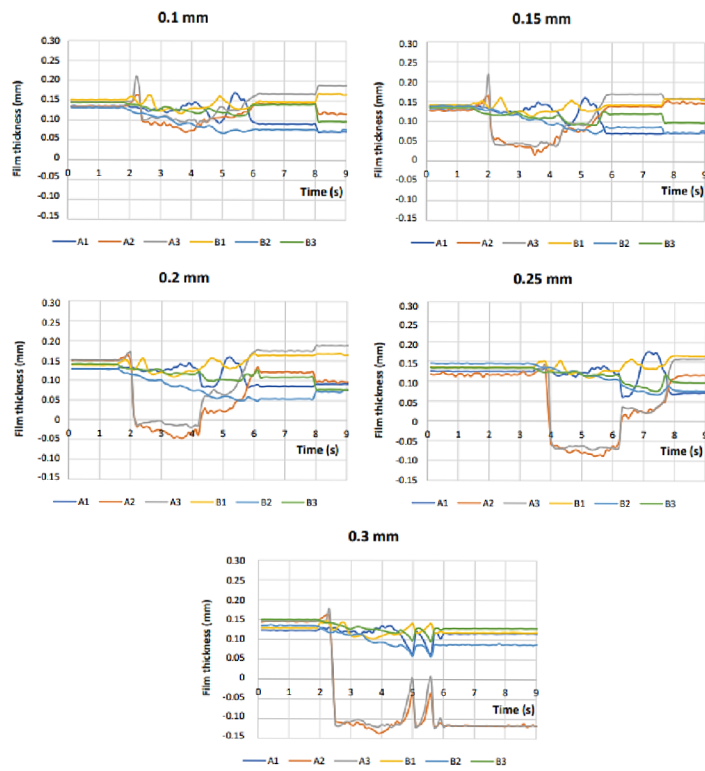 0.1 mm
0.15 mm
Film thickness (mm)
0.30
0.25
0.20
0.15
0.10
0.05
0
-0.05
-0.10
-0.15
0 1 2 3 4 5 6 7 8 9
Time (s)
A1 A2 A3 B1 B2 B3
Film thickness (mm)
0.30
0.25
0.20
0.15
0.10
0.05
0
-0.05
-0.10
-0.15
0 1 2 3 4 5 6 7 8 9
Time (s)
A1 A2 A3 B1 B2 B3
0.2 mm
0.25 mm
Film thickness (mm)
0.30
0.25
0.20
0.15
0.10
0.05
0
-0.05
-0.10
-0.15
0 1 2 3 4 5 6 7 8 9
Time (s)
A1 A2 A3 B1 B2 B3
Film thickness (mm)
0.30
0.25
0.20
0.15
0.10
0.05
0
-0.05
-0.10
-0.15
0 1 2 3 4 5 6 7 8 9
Time (s)
A1 A2 A3 B1 B2 B3
0.3 mm
Film thickness (mm)
0.30
0.25
0.20
0.15
0.10
0.05
0
-0.05
-0.10
-0.15
0 1 2 3 4 5 6 7 8 9
Time (s)
A1 A2 A3 B1 B2 B3